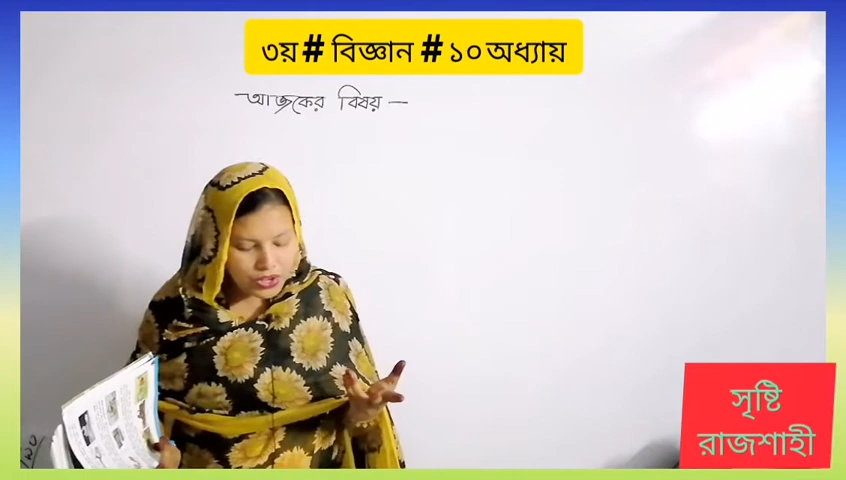 ৩য় # বিজ্ঞান # ১০ অধ্যায়
আজকের বিষয় —
সৃষ্টি
রাজশাহী